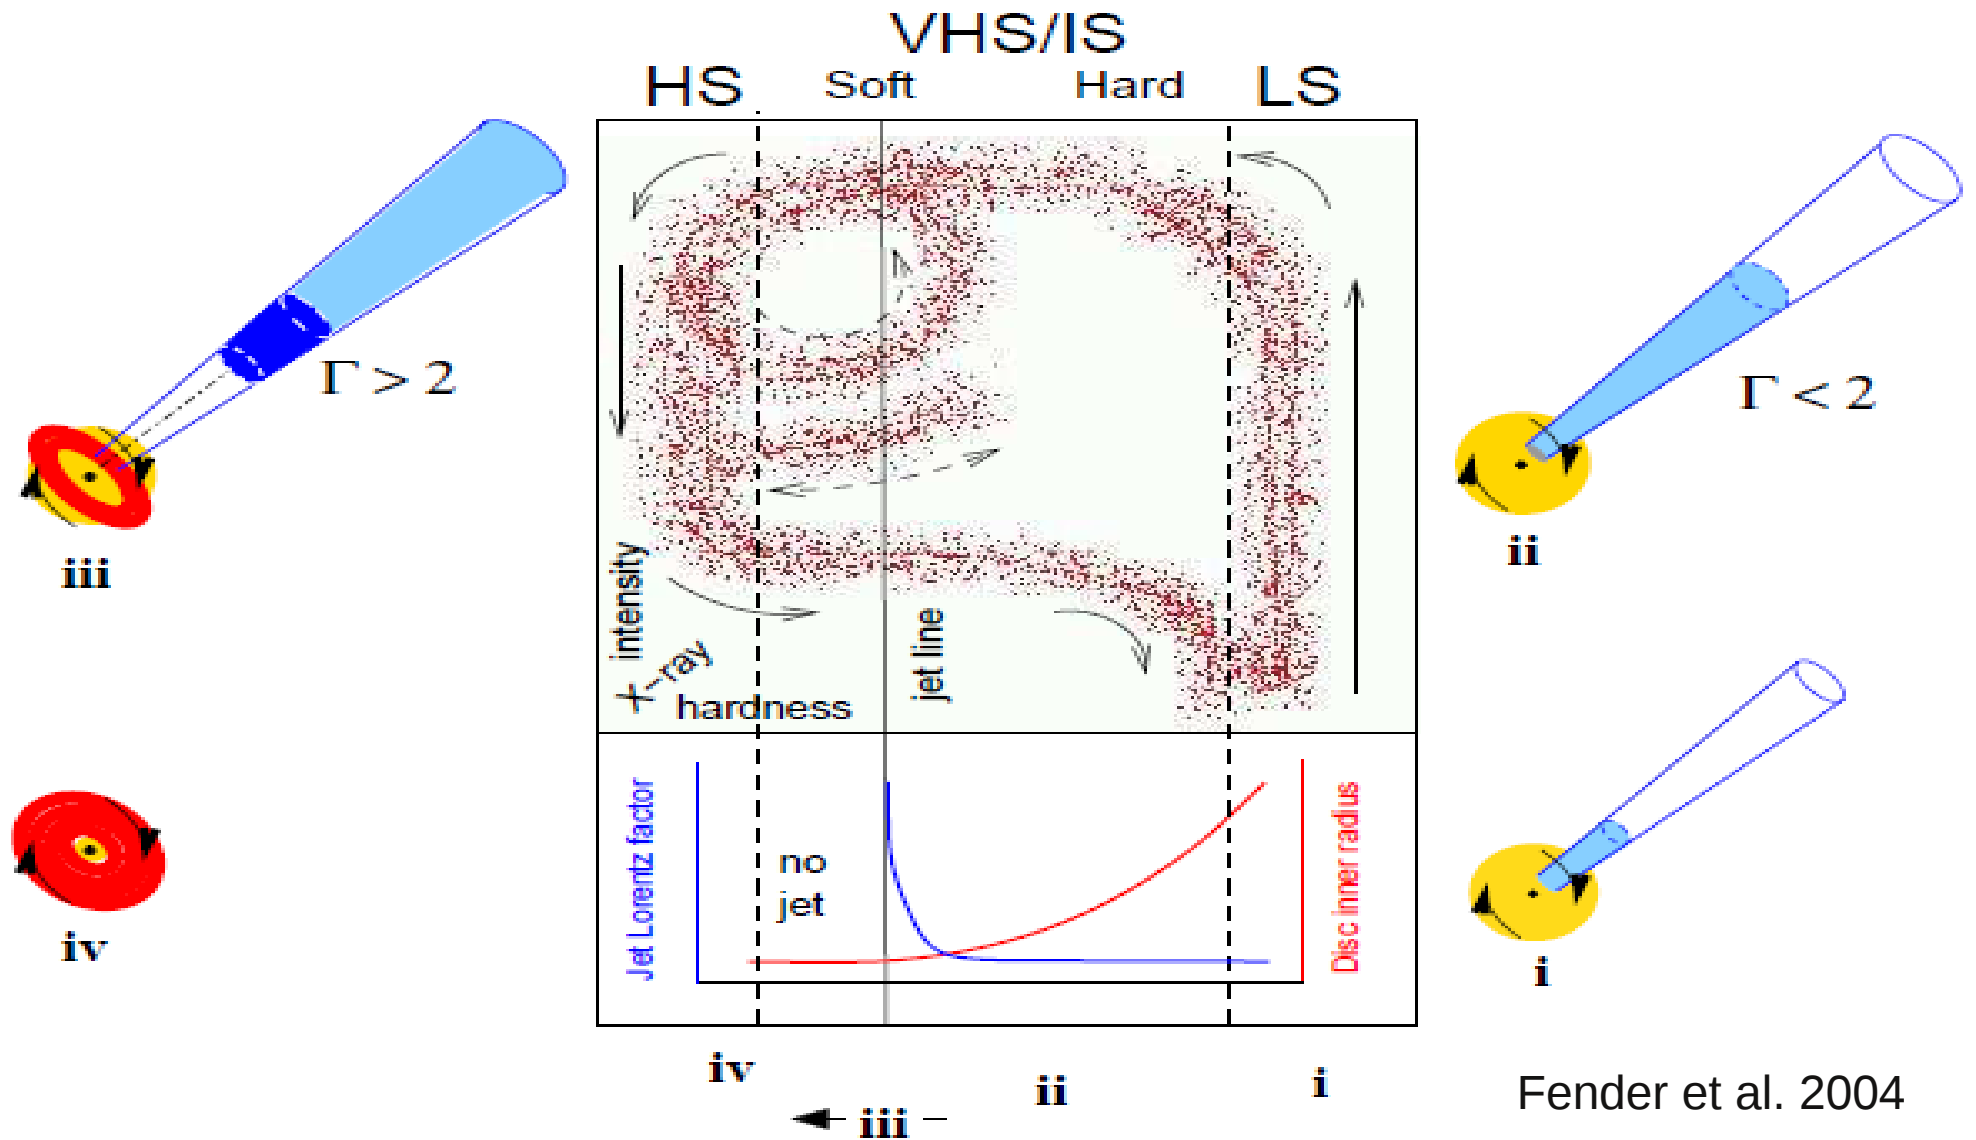 VHS/IS
HS
Soft
Hard
LS
Γ > 2
iii
Γ < 2
ii
intensity
X-ray
hardness
jet line
iv
i
Jet Lorentz factor
no
jet
Disc inner radius
iv
ii
i
iii
Fender et al. 2004